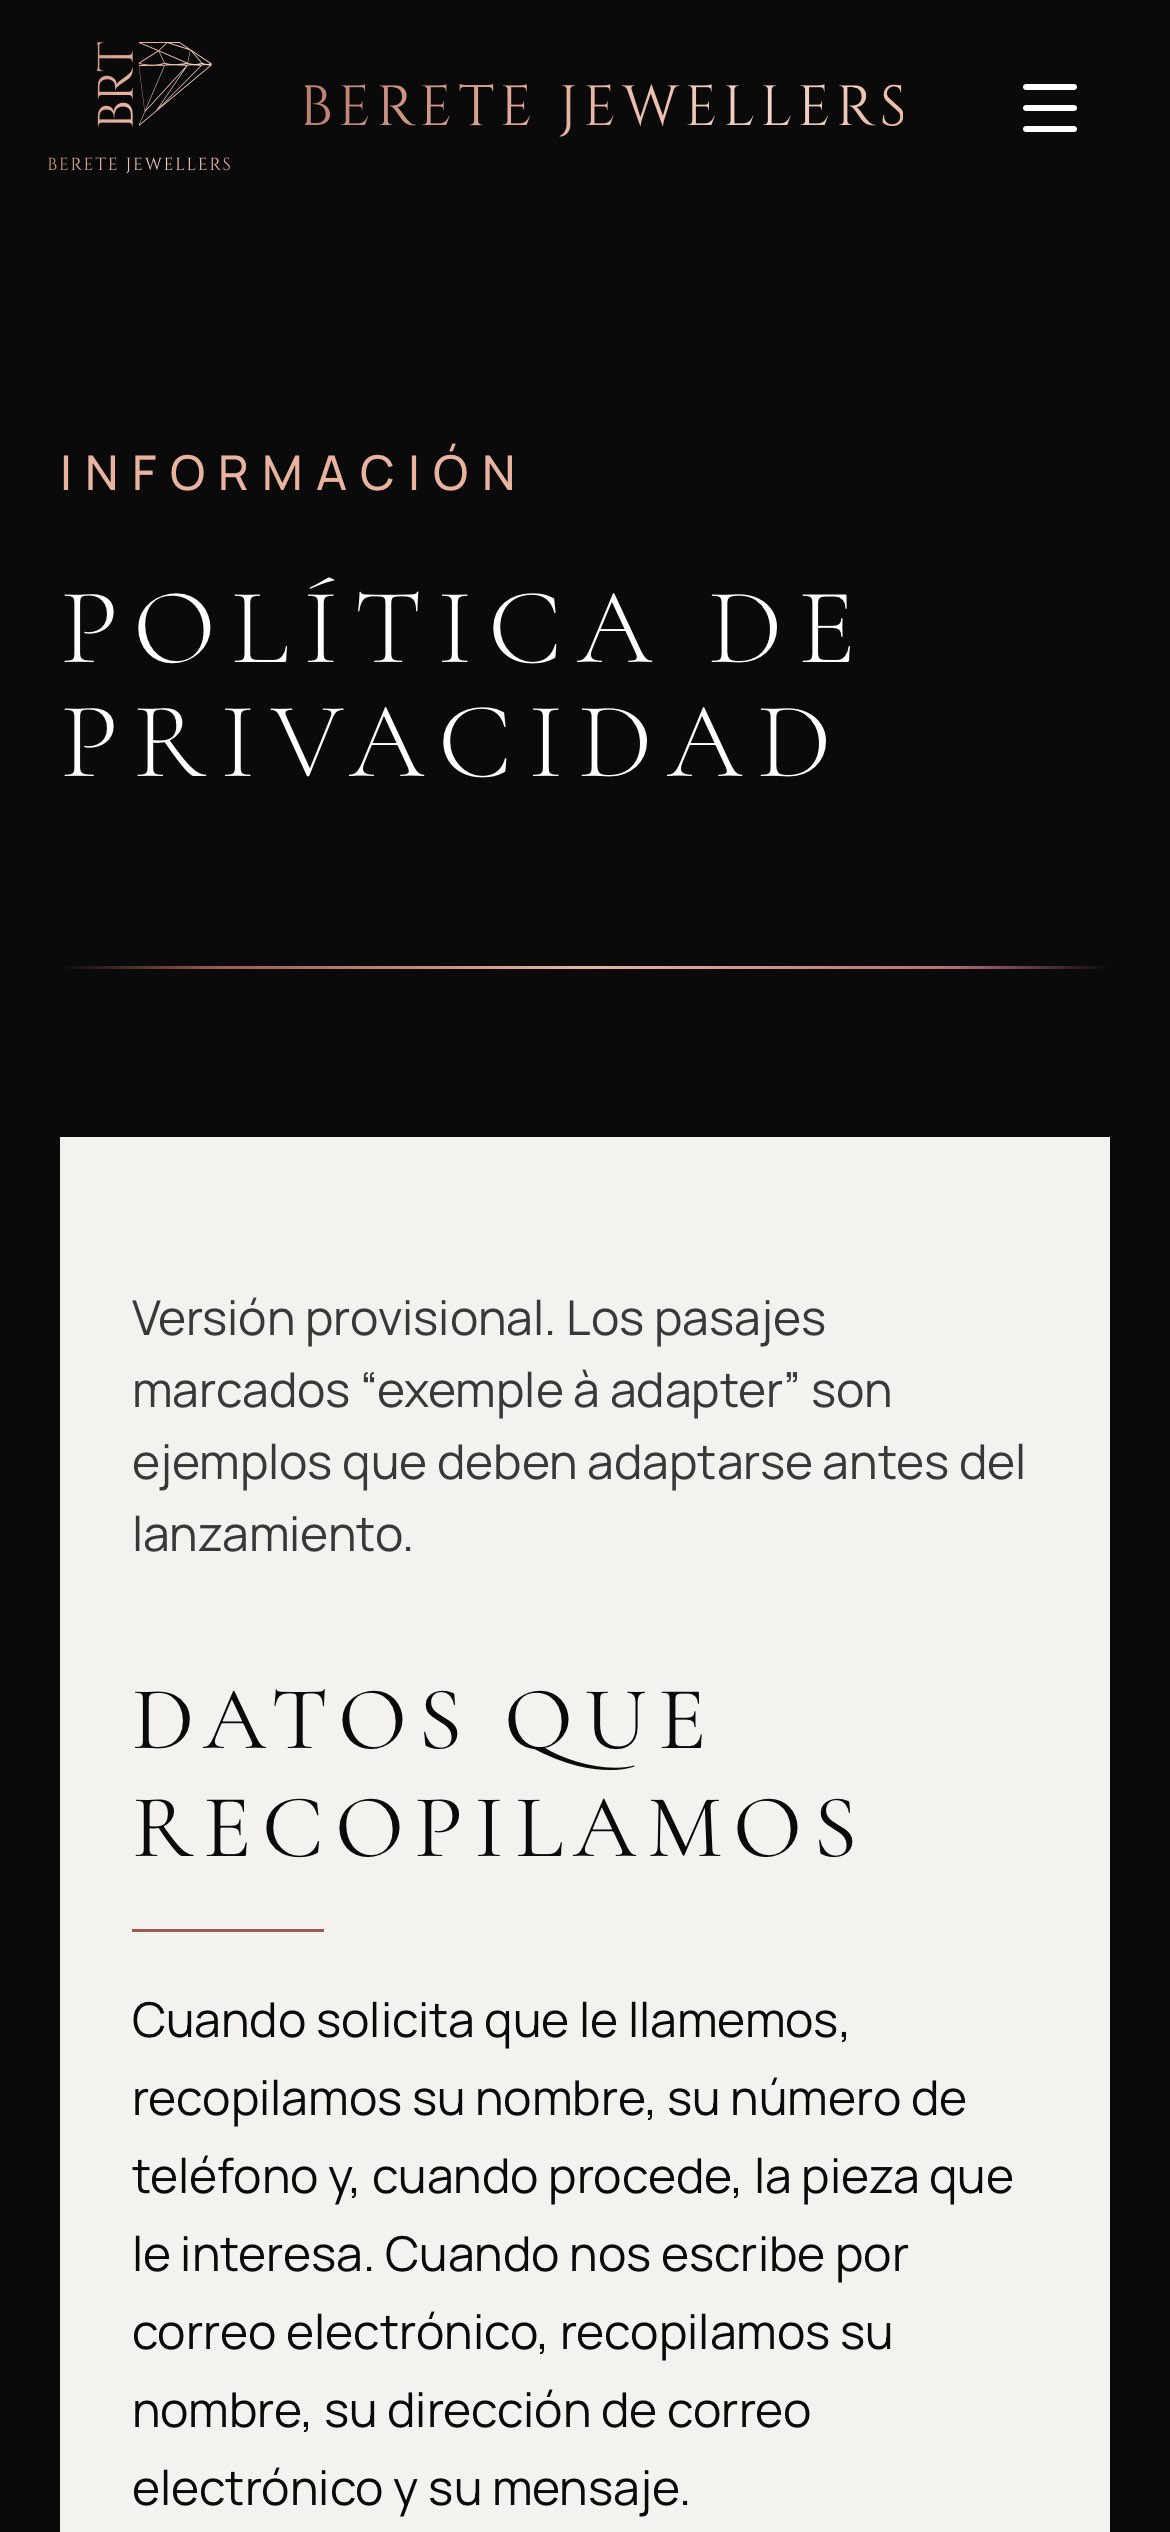 BRT
BERETE JEWELLERS
BERETE JEWELLERS
INFORMACIÓN
POLÍTICA DE
PRIVACIDAD
Versión provisional. Los pasajes
marcados “exemple à adapter” son
ejemplos que deben adaptarse antes del
lanzamiento.
DATOS QUE
RECOPILAMOS
Cuando solicita que le llamemos,
recopilamos su nombre, su número de
teléfono y, cuando procede, la pieza que
le interesa. Cuando nos escribe por
correo electrónico, recopilamos su
nombre, su dirección de correo
electrónico y su mensaje.